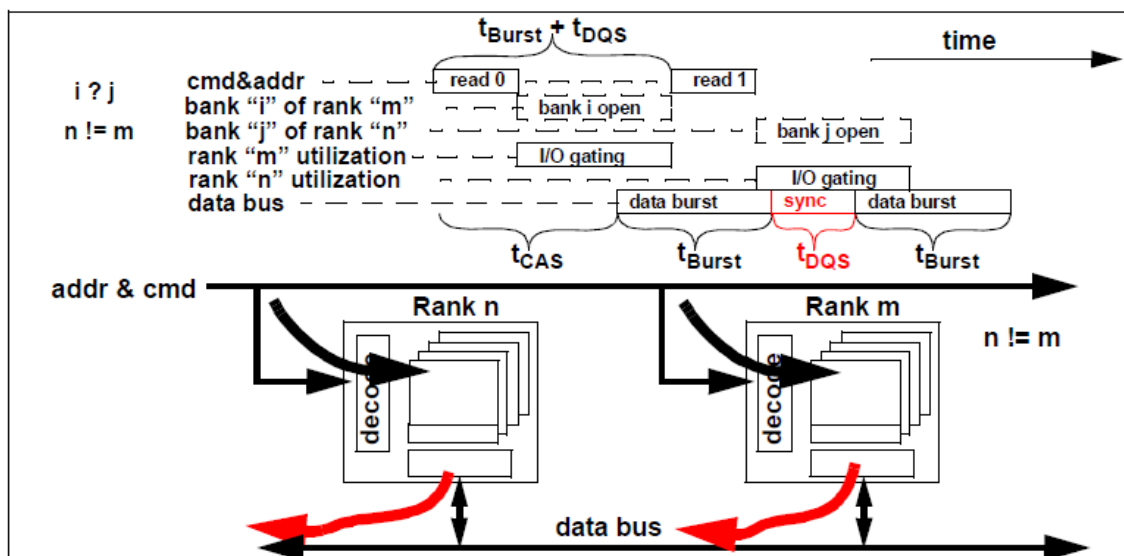 tBurst + tDQS
time
cmd&addr read 0 read 1
i ? j
bank “i” of rank “m” bank i open
n != m
bank “j” of rank “n” bank j open
rank “m” utilization I/O gating
rank “n” utilization I/O gating
data bus data burst sync data burst
tCAS tBurst tDQS tBurst
addr & cmd
Rank n Rank m
n != m
decode decode
data bus